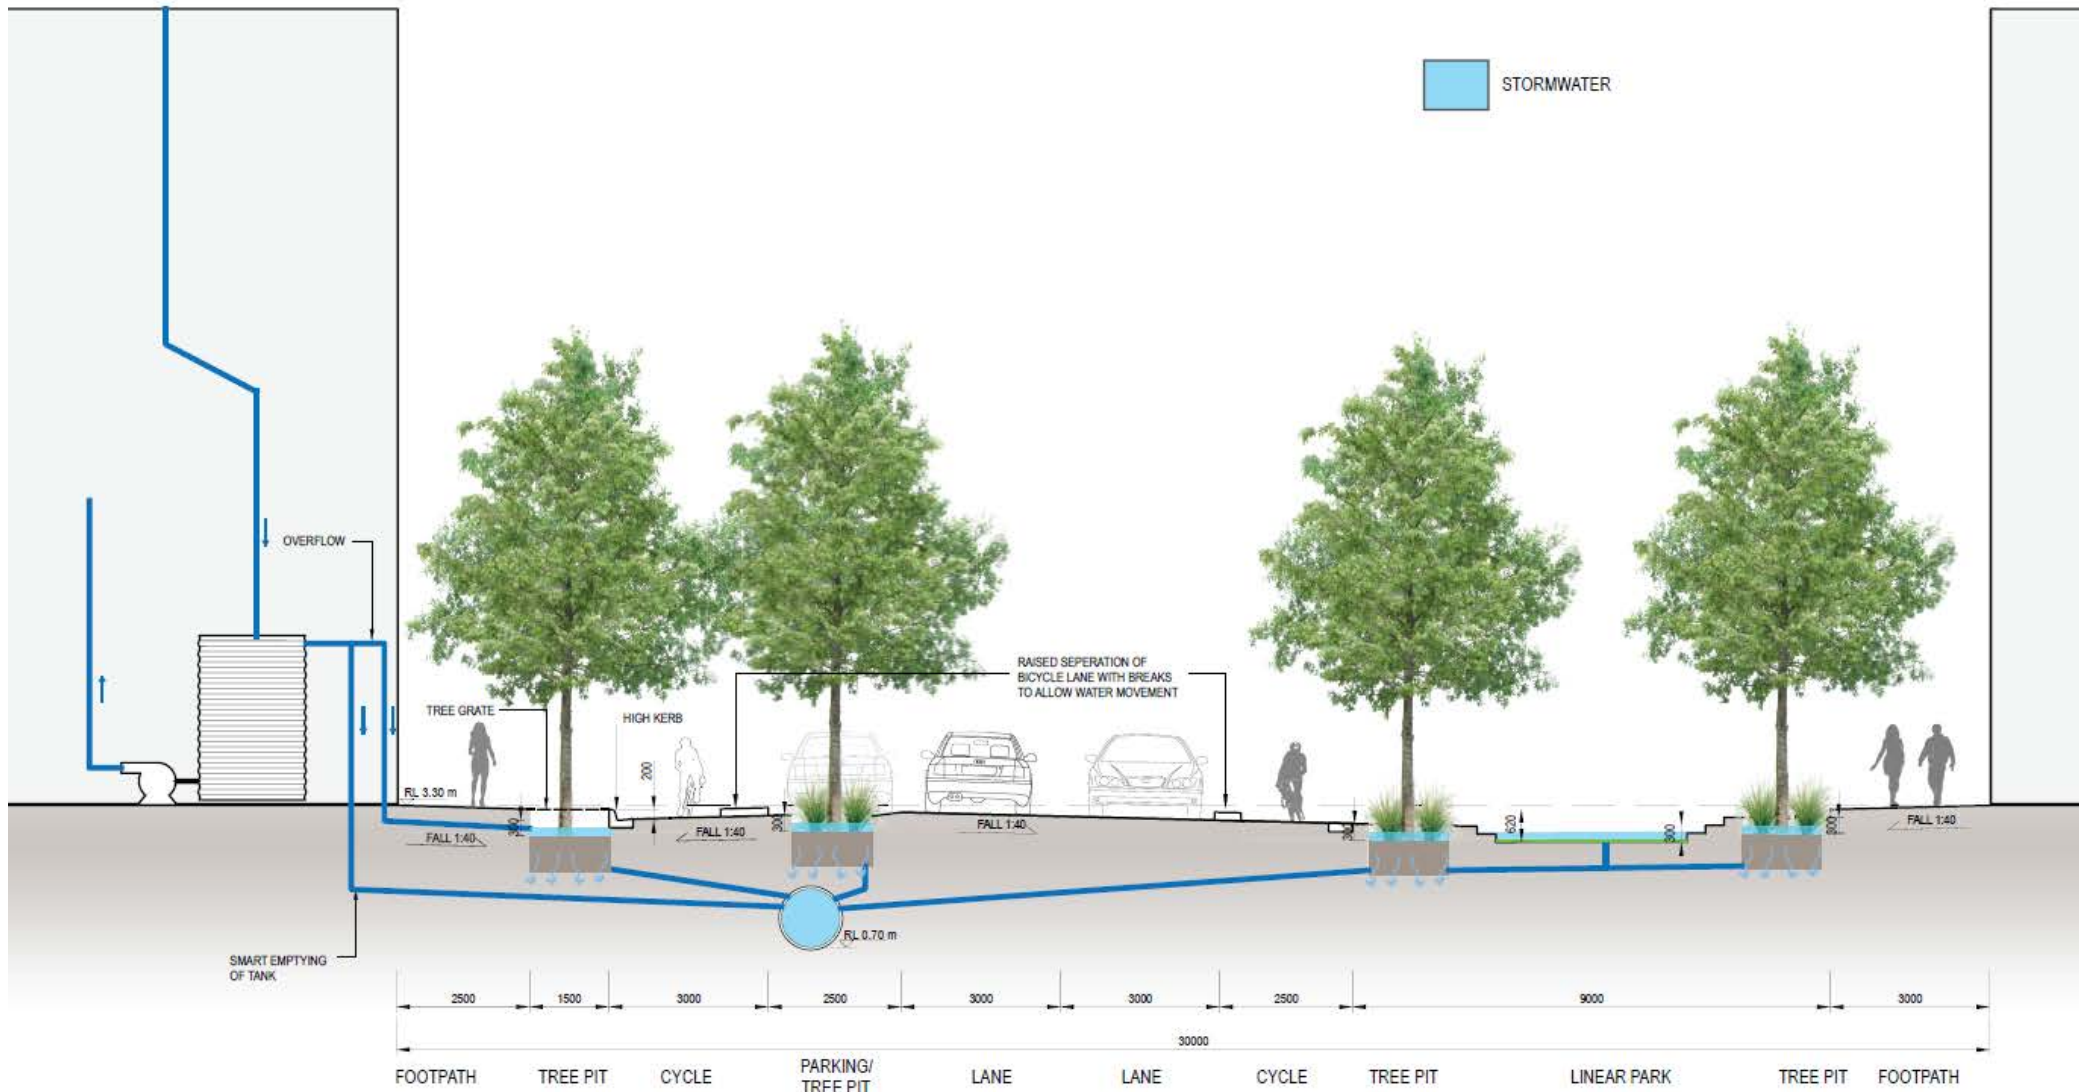 STORMWATER
OVERFLOW
RAISED SEPERATION OF
BICYCLE LANE WITH BREAKS
TO ALLOW WATER MOVEMENT
TREE GRATE
HIGH KERB
200
RL 3.30 m
FALL 1:40
300
FALL 1:40
300
FALL 1:40
620
300
300
FALL 1:40
RL 0.70 m
SMART EMPTYING
OF TANK
2500 1500 3000 2500 3000 3000 2500 9000 3000
30000
FOOTPATH TREE PIT CYCLE PARKING/ LANE LANE CYCLE TREE PIT LINEAR PARK TREE PIT FOOTPATH
TREE PIT